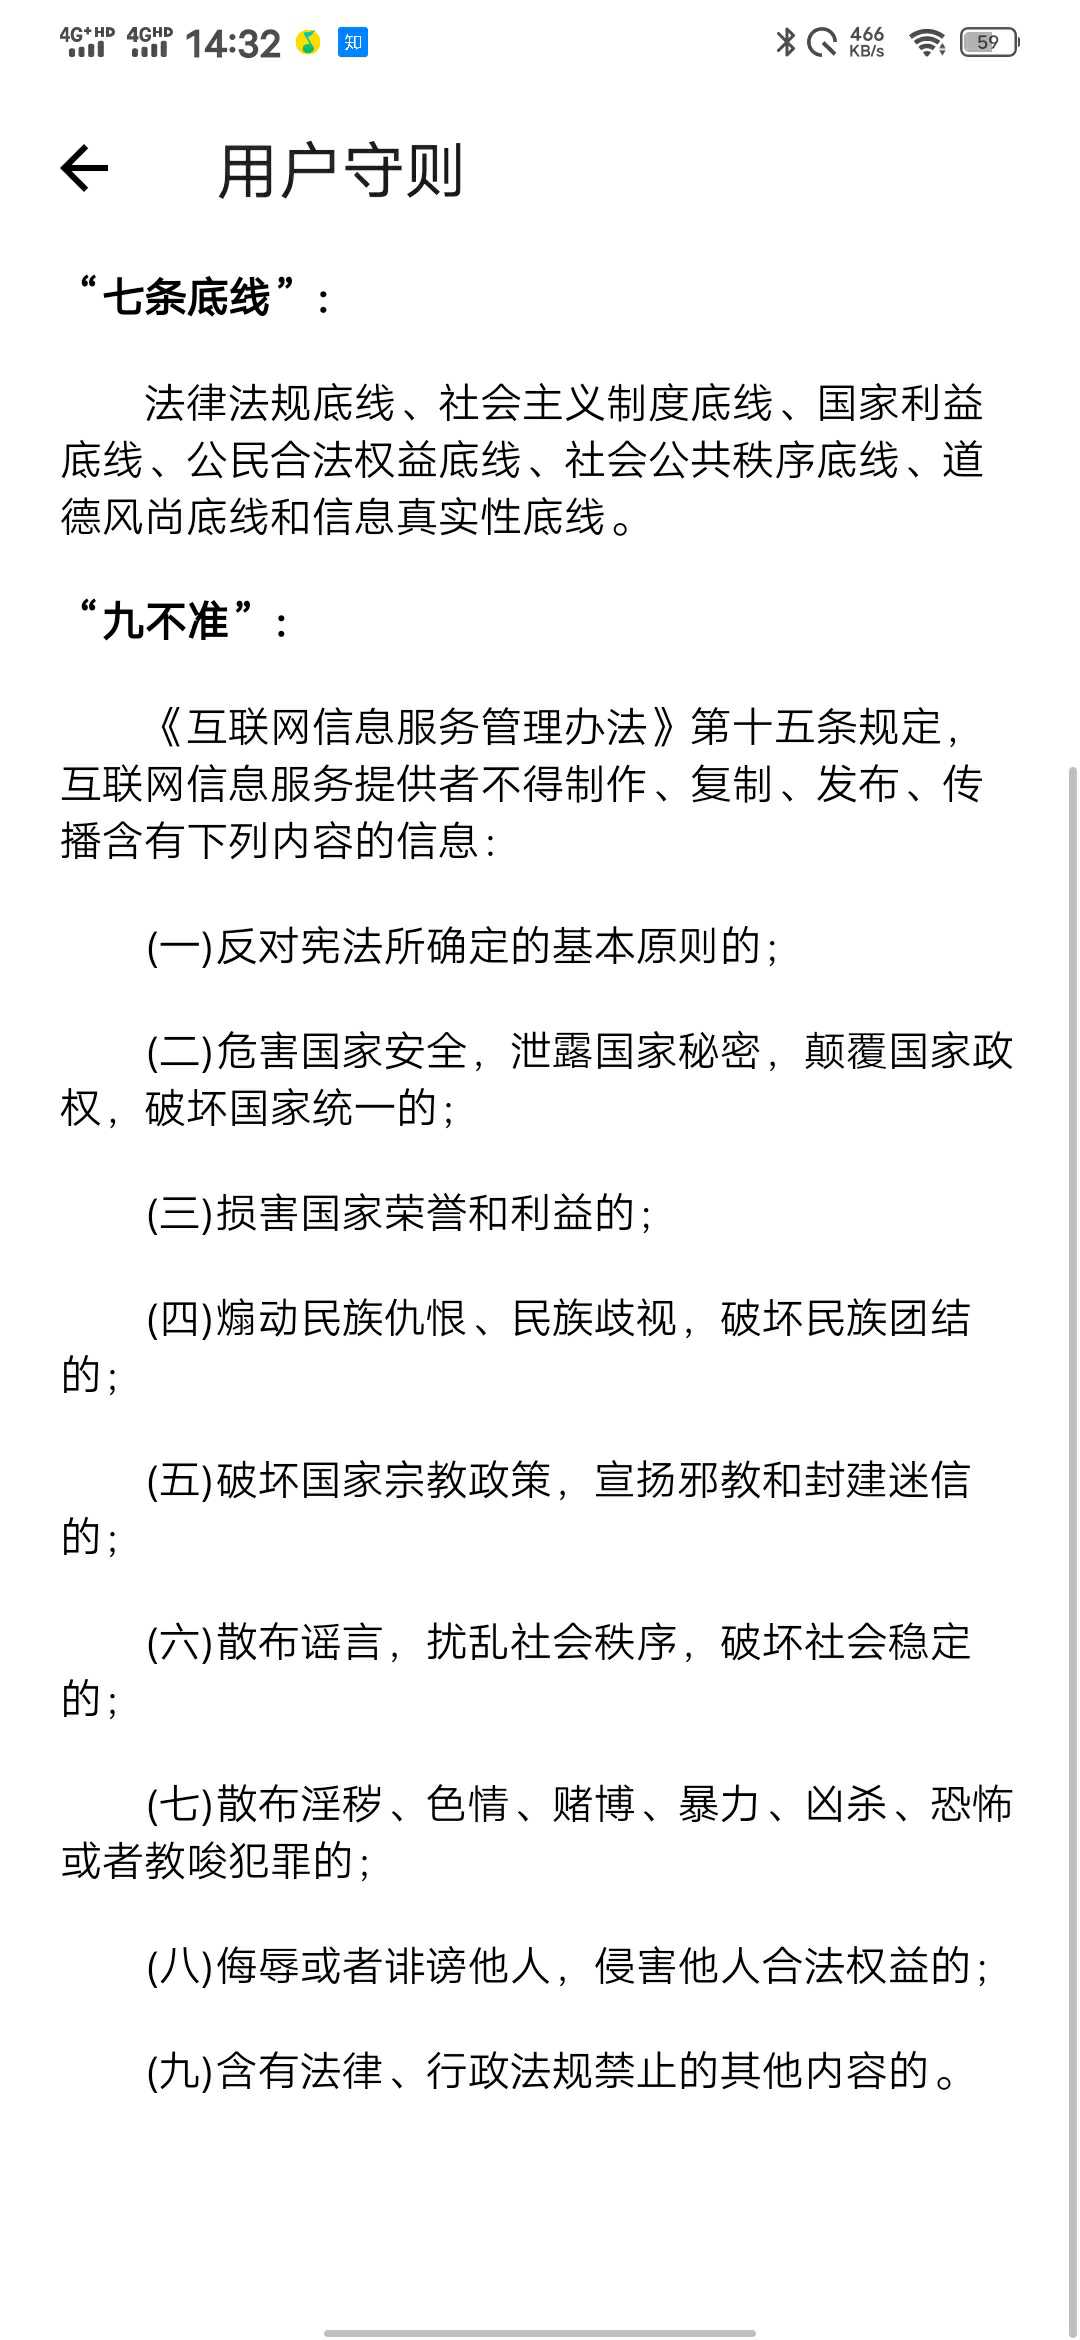 4G+ HD 4G HD 14:32 知 466 KB/s 59
用户守则
“七条底线”：
法律法规底线、社会主义制度底线、国家利益
底线、公民合法权益底线、社会公共秩序底线、道
德风尚底线和信息真实性底线。
“九不准”：
《互联网信息服务管理办法》第十五条规定，
互联网信息服务提供者不得制作、复制、发布、传
播含有下列内容的信息：
(一)反对宪法所确定的基本原则的；
(二)危害国家安全，泄露国家秘密，颠覆国家政
权，破坏国家统一的；
(三)损害国家荣誉和利益的；
(四)煽动民族仇恨、民族歧视，破坏民族团结
的；
(五)破坏国家宗教政策，宣扬邪教和封建迷信
的；
(六)散布谣言，扰乱社会秩序，破坏社会稳定
的；
(七)散布淫秽、色情、赌博、暴力、凶杀、恐怖
或者教唆犯罪的；
(八)侮辱或者诽谤他人，侵害他人合法权益的；
(九)含有法律、行政法规禁止的其他内容的。